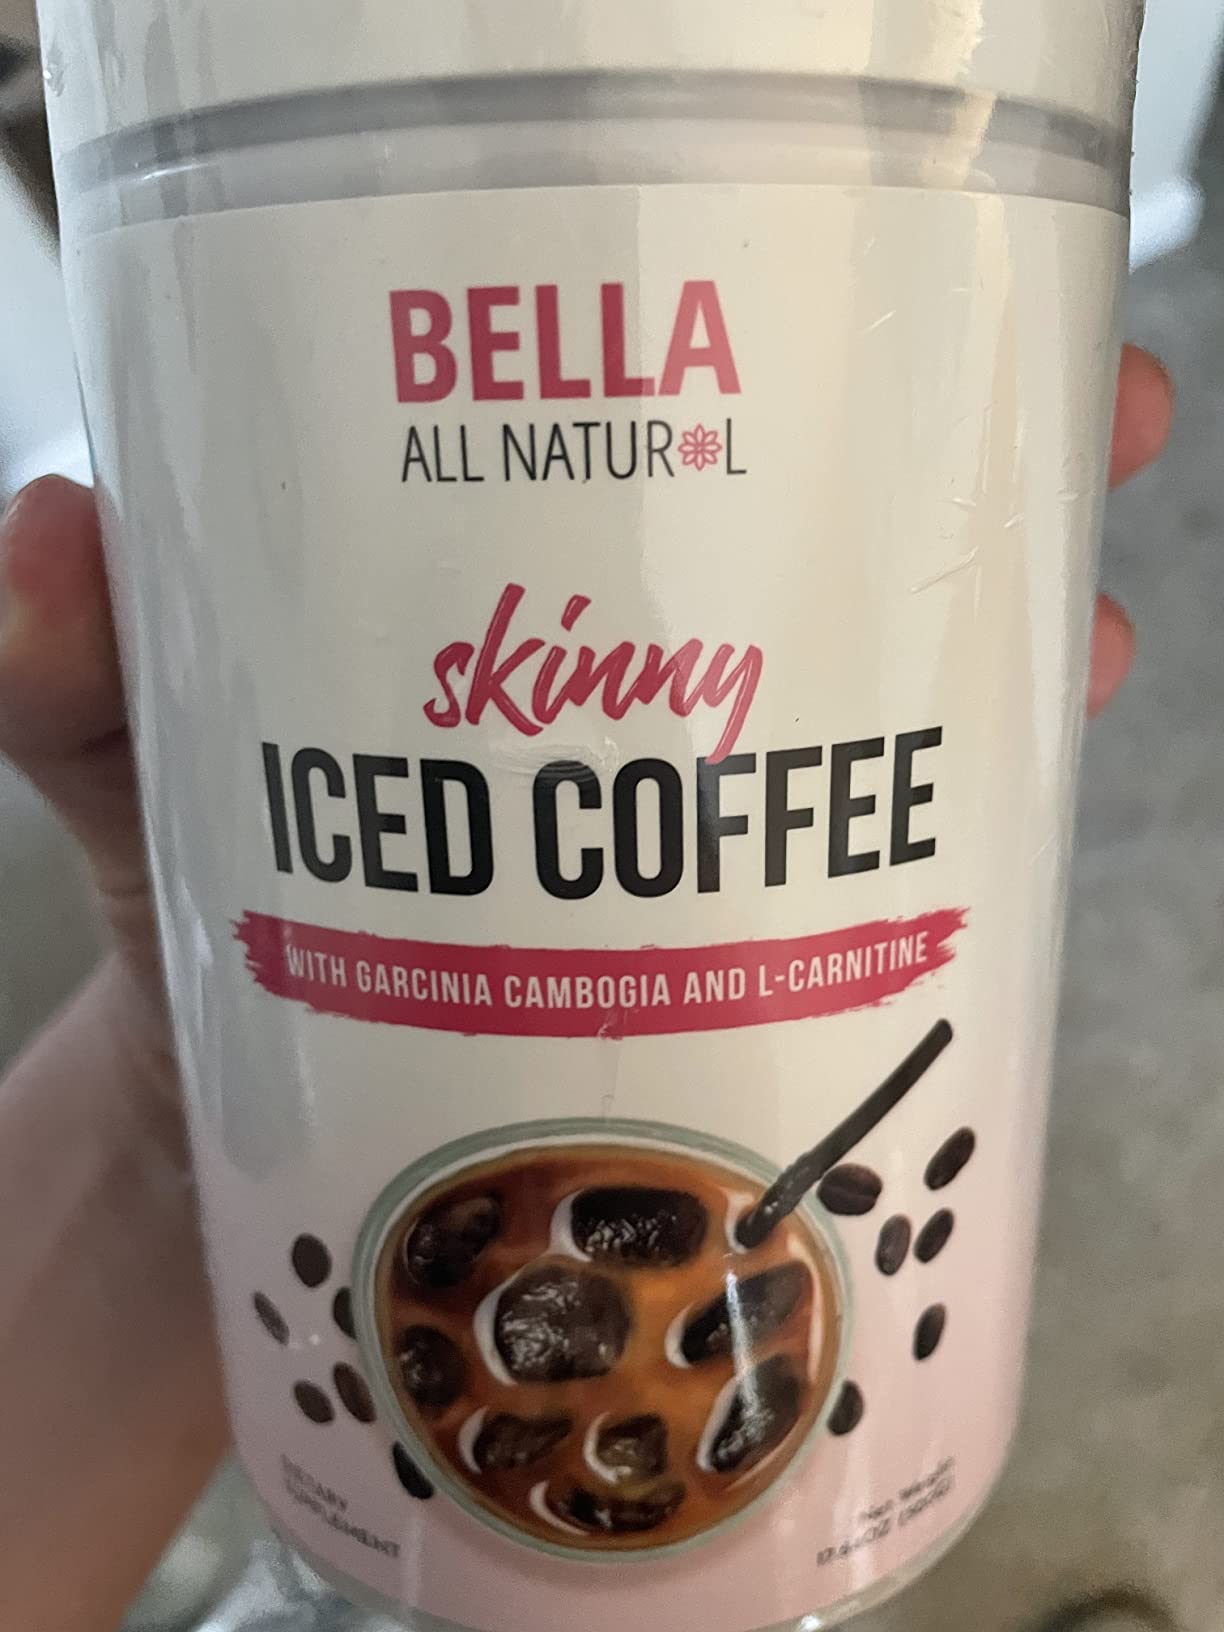 BELLA
ALL NATURAL
skinny
ICED COFFEE
WITH GARCINIA CAMBOGIA AND L-CARNITINE
DIETARY
SUPPLEMENT